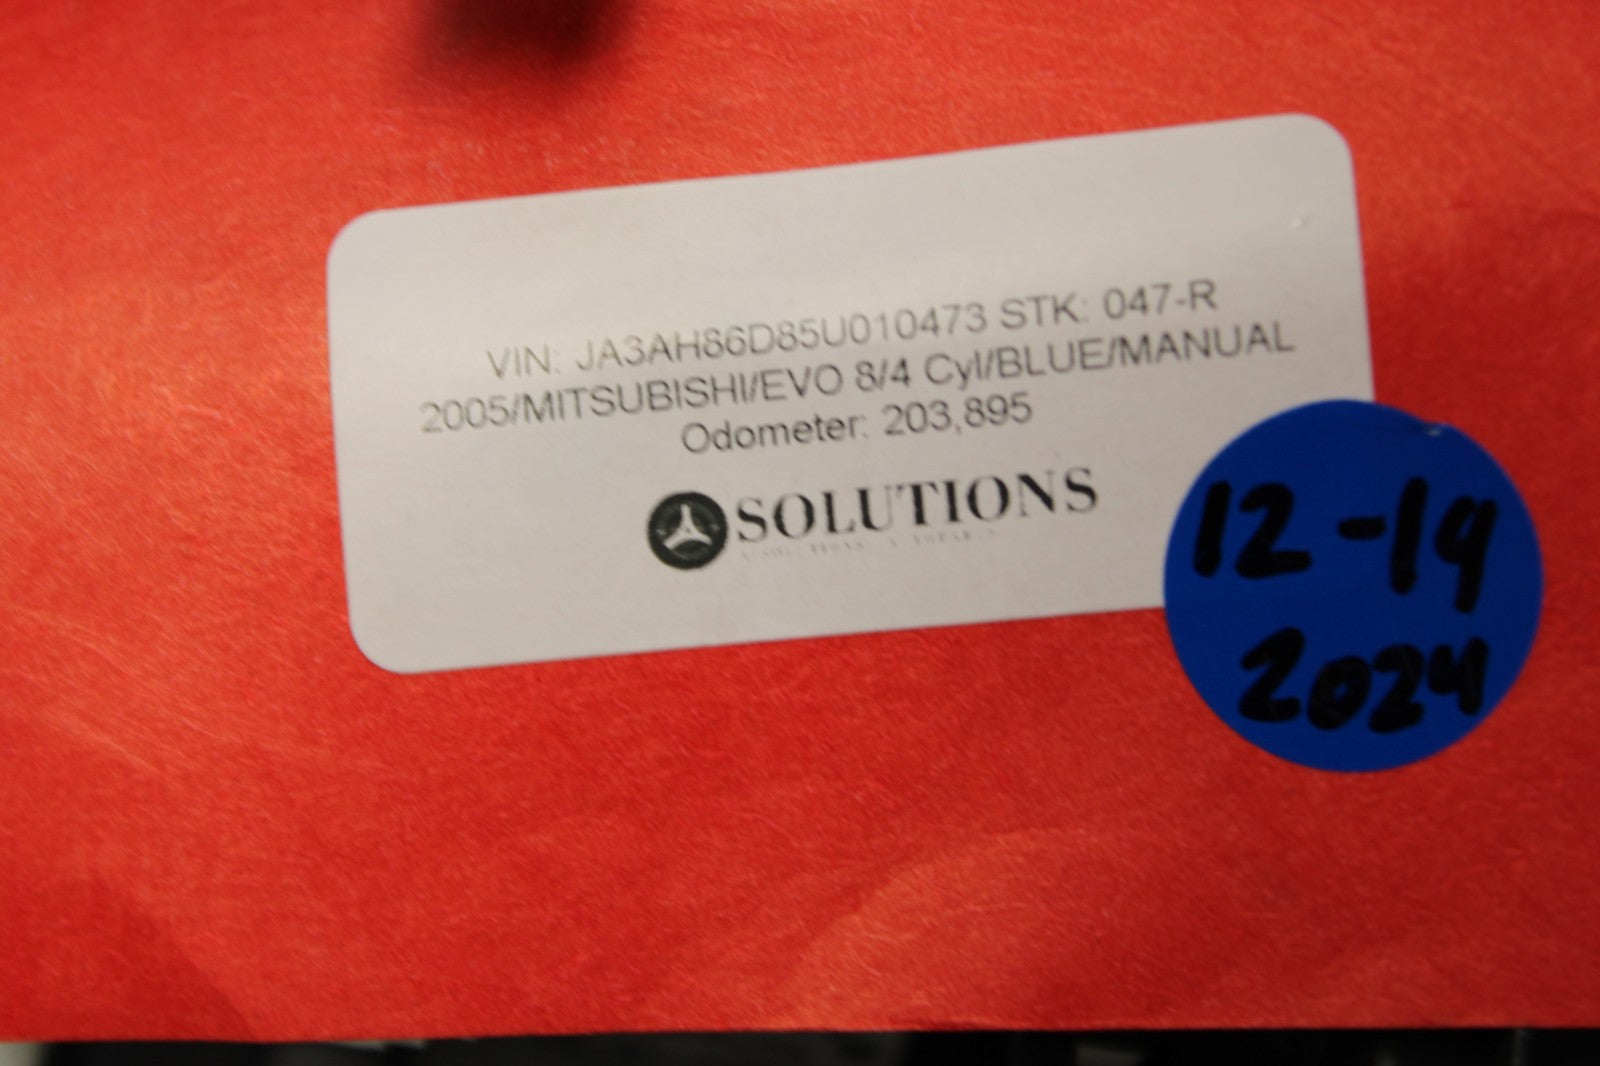 VIN: JA3AH86D85U010473 STK: 047-R
2005/MITSUBISHI/EVO 8/4 Cyl/BLUE/MANUAL
Odometer: 203,895
SOLUTIONS
12-19
2024